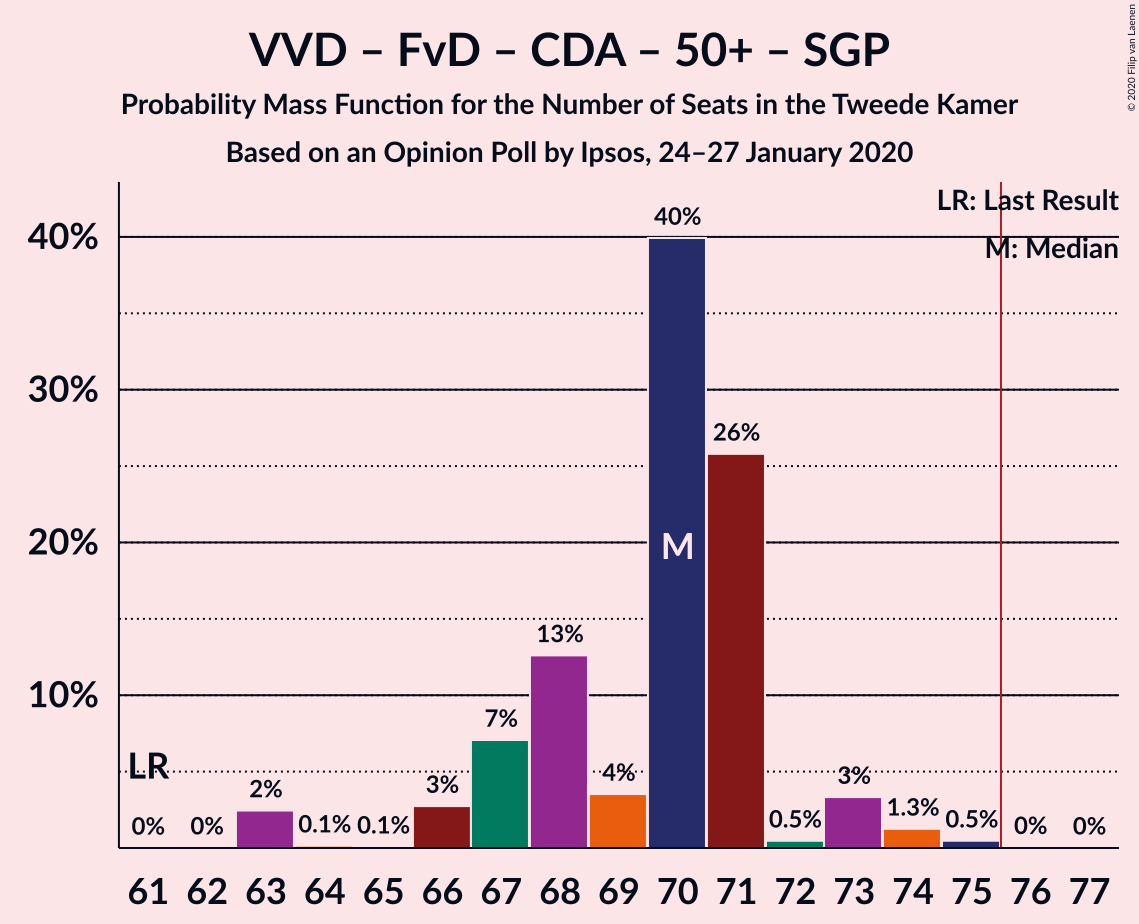 VVD – FvD – CDA – 50+ – SGP
Probability Mass Function for the Number of Seats in the Tweede Kamer
Based on an Opinion Poll by Ipsos, 24–27 January 2020
© 2020 Filip van Laenen
LR: Last Result
M: Median
40%
30%
20%
10%
LR
0%
0%
2%
0.1%
0.1%
3%
7%
13%
4%
40%
M
26%
0.5%
3%
1.3%
0.5%
0%
0%
61 62 63 64 65 66 67 68 69 70 71 72 73 74 75 76 77